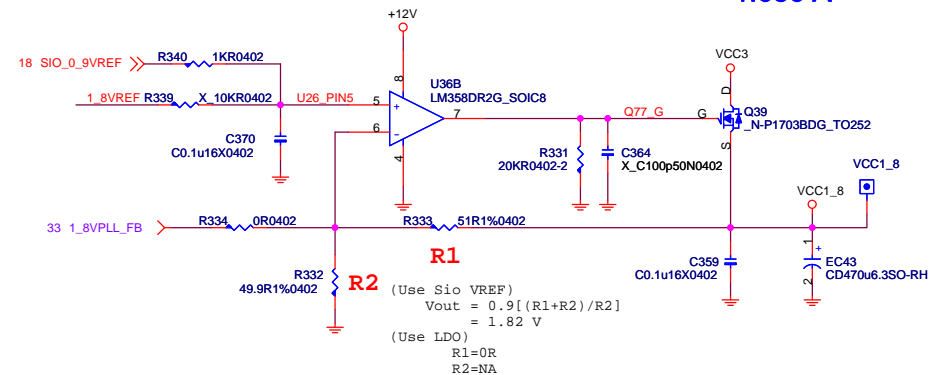 +12V
VCC3
18 SIO_0_9VREF
R340
1KR0402
1_8VREF
R339
X_10KR0402
U26_PIN5
5
+
6
-
8
4
7
U36B
LM358DR2G_SOIC8
Q77_G
G
D
S
Q39
_N-P1703BDG_TO252
C370
C0.1u16X0402
R331
20KR0402-2
C364
X_C100p50N0402
VCC1_8
VCC1_8
33 1_8VPLL_FB
R334
0R0402
R333
51R1%0402
R1
R332
49.9R1%0402
R2
C359
C0.1u16X0402
1
+
2
EC43
CD470u6.3SO-RH
(Use Sio VREF)
Vout = 0.9[(R1+R2)/R2]
= 1.82 V
(Use LDO)
R1=0R
R2=NA